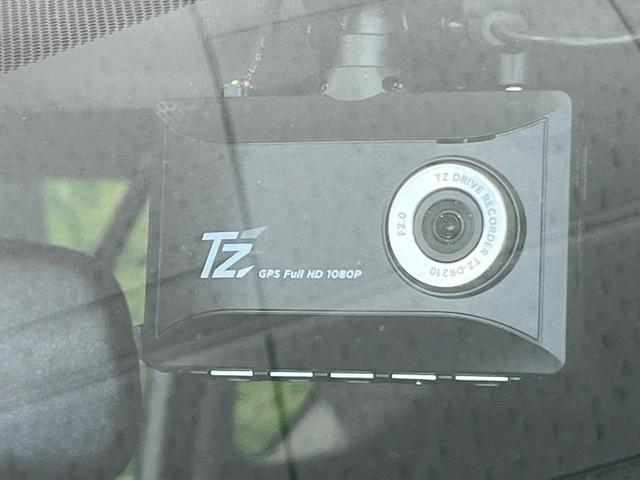 TZ
GPS Full HD 1080P
F2.0
TZ DRIVE RECORDER TZ-DR210